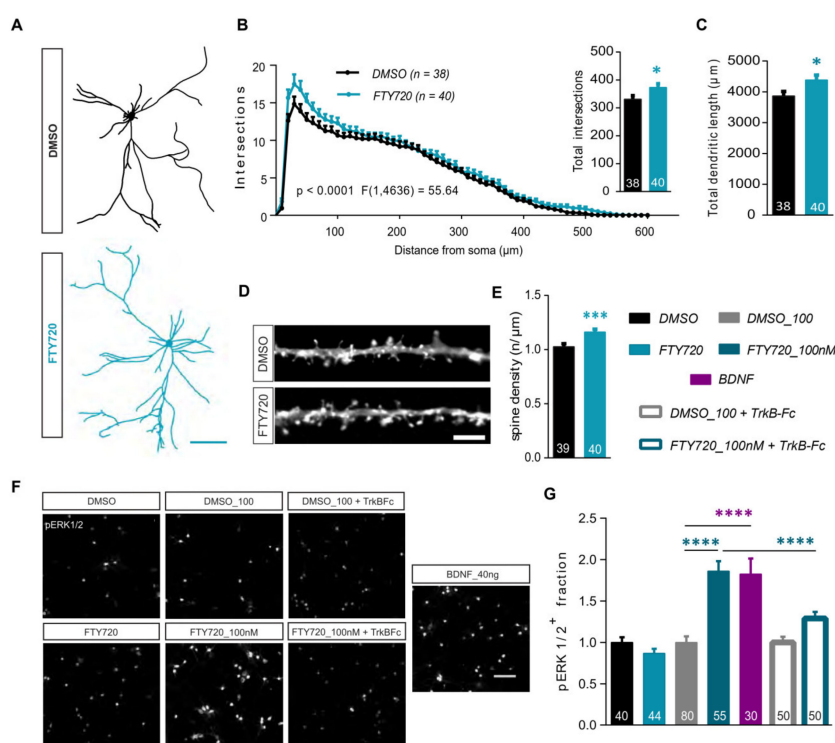 A
DMSO
FTY720
B
Intersections
20
15
10
5
0
100
200
300
400
500
600
Distance from soma (µm)
DMSO (n = 38)
FTY720 (n = 40)
p < 0.0001 F(1,4636) = 55.64
Total intersections
500
400
300
200
100
0
*
38
40
C
Total dendritic length (µm)
5000
4000
3000
2000
1000
0
*
38
40
D
DMSO
FTY720
E
spine density (n/µm)
1.5
1.0
0.5
0.0
***
39
40
DMSO
DMSO_100
FTY720
FTY720_100nM
BDNF
DMSO_100 + TrkB-Fc
FTY720_100nM + TrkB-Fc
F
DMSO
DMSO_100
DMSO_100 + TrkBFc
pERK1/2
BDNF_40ng
FTY720
FTY720_100nM
FTY720_100nM + TrkBFc
G
pERK 1/2+ fraction
2.5
2.0
1.5
1.0
0.5
0.0
****
****
****
40
44
80
55
30
50
50